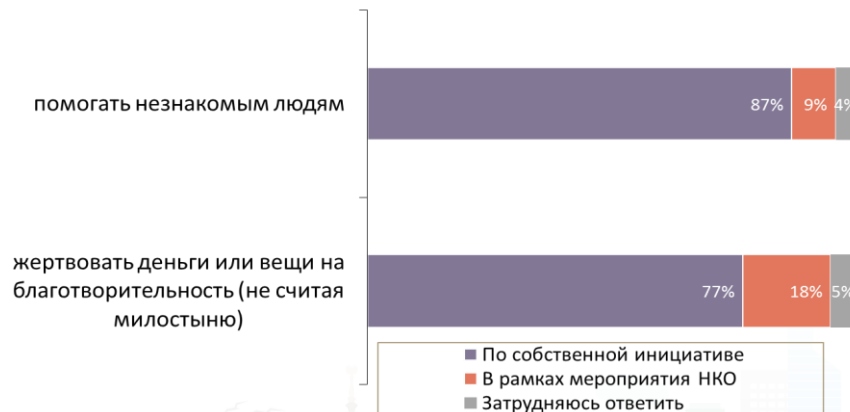 помогать незнакомым людям
87% 9% 4%
жертвовать деньги или вещи на
благотворительность (не считая
милостыню)
77% 18% 5%
По собственной инициативе
В рамках мероприятия НКО
Затрудняюсь ответить